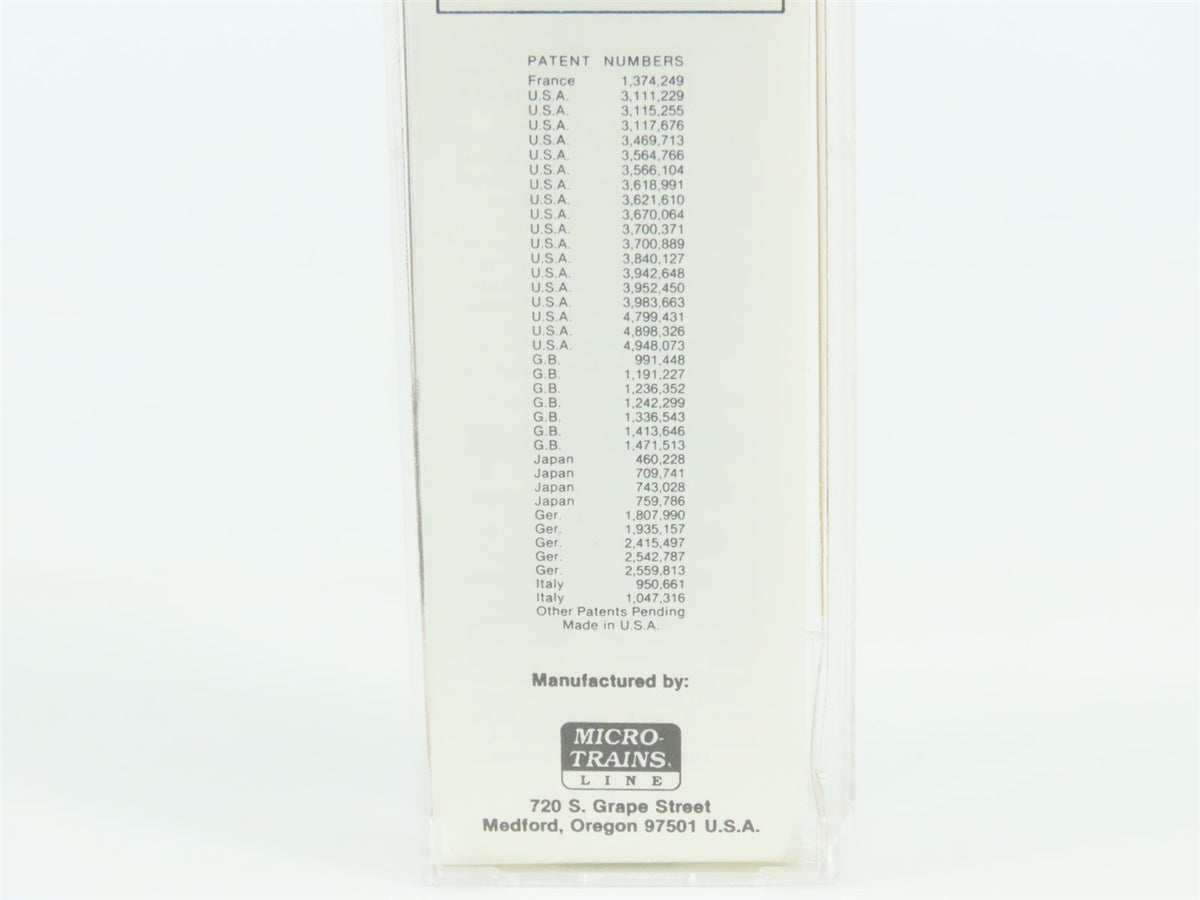 PATENT NUMBERS
France 1,374,249
U.S.A. 3,111,229
U.S.A. 3,115,255
U.S.A. 3,117,676
U.S.A. 3,469,713
U.S.A. 3,564,766
U.S.A. 3,566,104
U.S.A. 3,618,991
U.S.A. 3,621,610
U.S.A. 3,670,064
U.S.A. 3,700,371
U.S.A. 3,700,889
U.S.A. 3,840,127
U.S.A. 3,942,648
U.S.A. 3,952,450
U.S.A. 3,983,663
U.S.A. 4,799,431
U.S.A. 4,898,326
U.S.A. 4,948,073
G.B. 991,448
G.B. 1,191,227
G.B. 1,236,352
G.B. 1,242,299
G.B. 1,336,543
G.B. 1,413,646
G.B. 1,471,513
Japan 460,228
Japan 709,741
Japan 743,028
Japan 759,786
Ger. 1,807,990
Ger. 1,935,157
Ger. 2,415,497
Ger. 2,542,787
Ger. 2,559,813
Italy 950,661
Italy 1,047,316
Other Patents Pending
Made in U.S.A.
Manufactured by:
MICRO-
TRAINS
LINE
720 S. Grape Street
Medford, Oregon 97501 U.S.A.